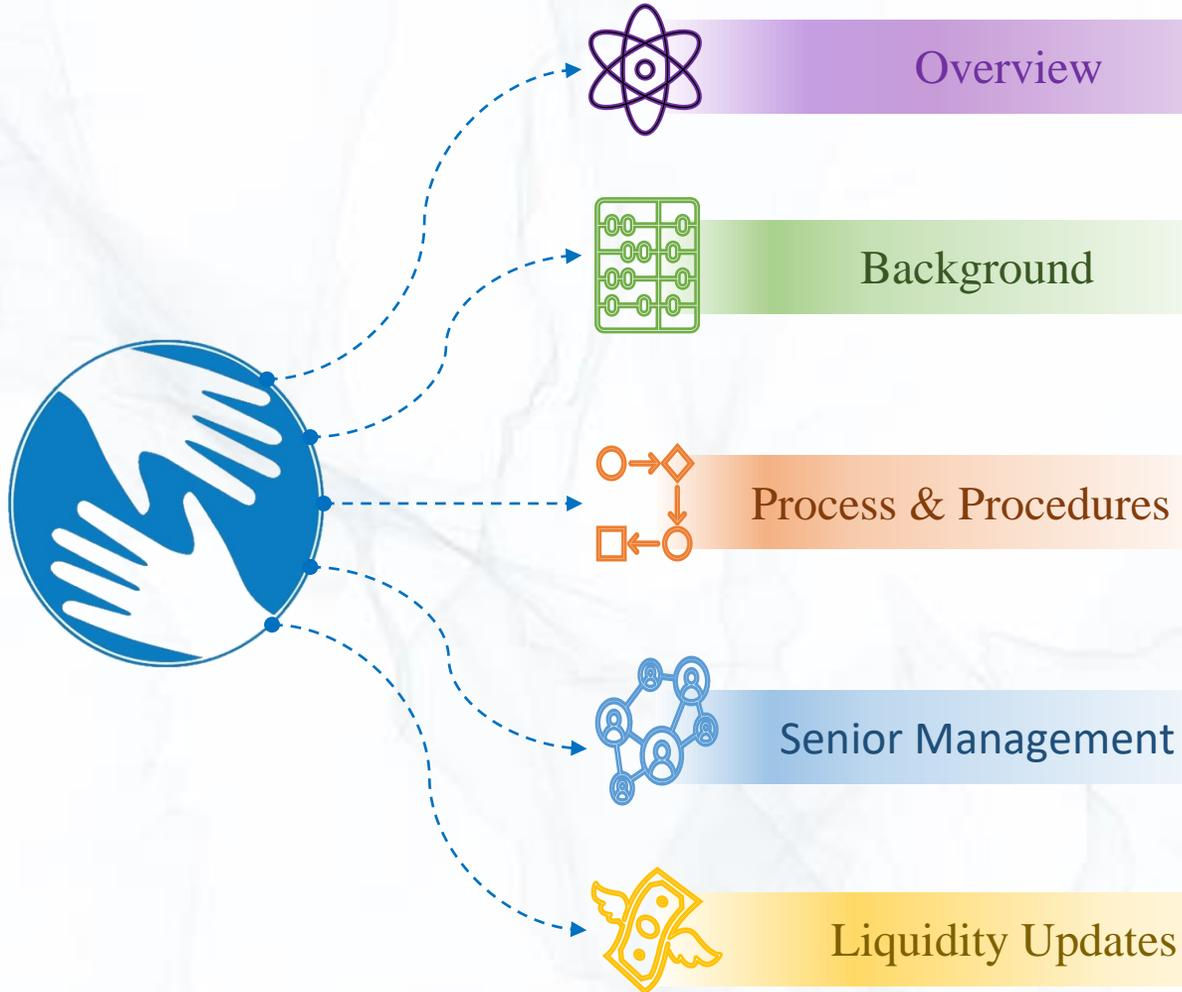 Overview
Background
Process & Procedures
Senior Management
Liquidity Updates